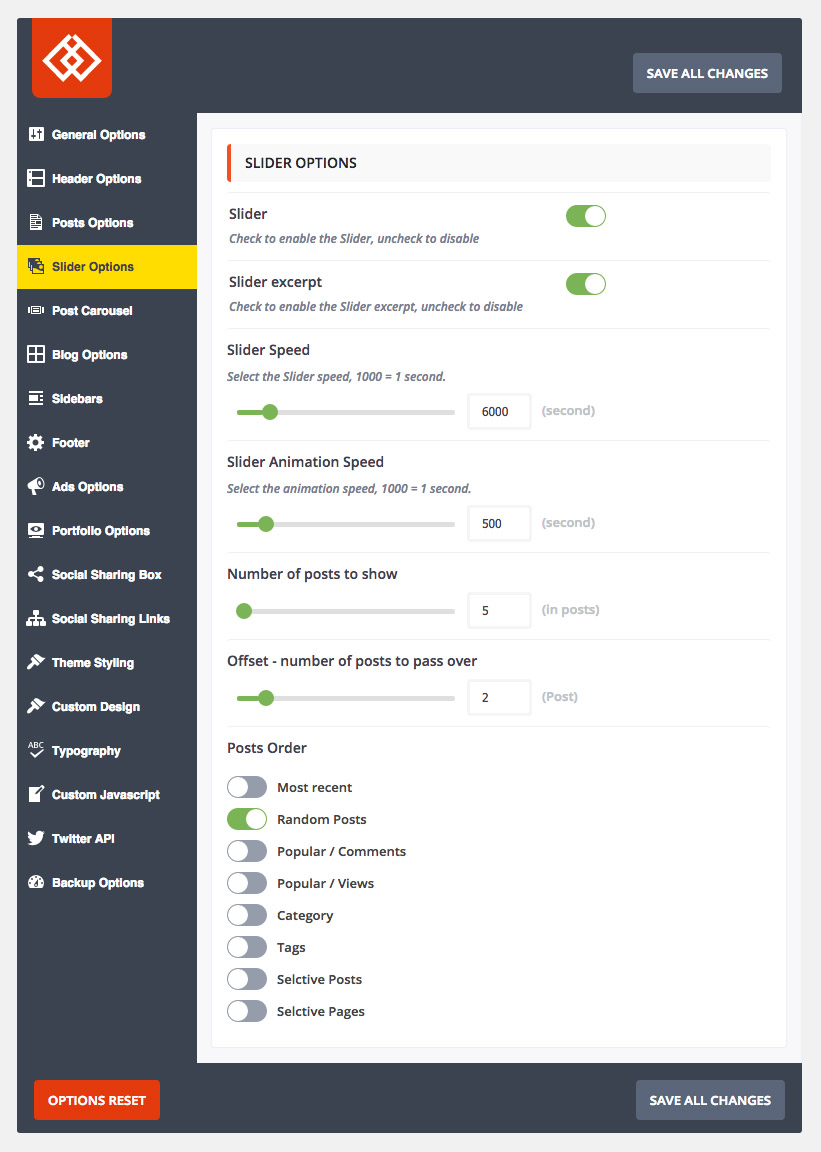 SAVE ALL CHANGES
General Options
Header Options
Posts Options
Slider Options
Post Carousel
Blog Options
Sidebars
Footer
Ads Options
Portfolio Options
Social Sharing Box
Social Sharing Links
Theme Styling
Custom Design
ABC
Typography
Custom Javascript
Twitter API
Backup Options
SLIDER OPTIONS
Slider
Check to enable the Slider, uncheck to disable
Slider excerpt
Check to enable the Slider excerpt, uncheck to disable
Slider Speed
Select the Slider speed, 1000 = 1 second.
6000 (second)
Slider Animation Speed
Select the animation speed, 1000 = 1 second.
500 (second)
Number of posts to show
5 (in posts)
Offset - number of posts to pass over
2 (Post)
Posts Order
Most recent
Random Posts
Popular / Comments
Popular / Views
Category
Tags
Selctive Posts
Selctive Pages
OPTIONS RESET
SAVE ALL CHANGES